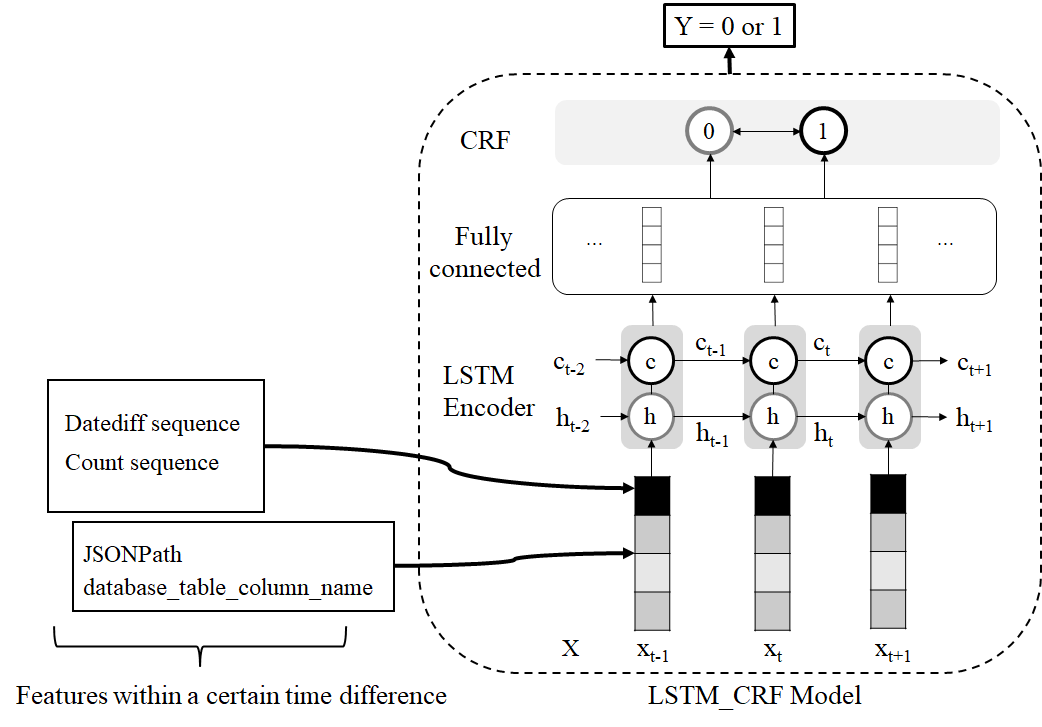 Y = 0 or 1
CRF
0
1
Fully
connected
...
...
LSTM
Encoder
c_{t-2}
c
c_{t-1}
c
c_t
c
c_{t+1}
h_{t-2}
h
h_{t-1}
h
h_t
h
h_{t+1}
Datediff sequence
Count sequence
JSONPath
database_table_column_name
X
x_{t-1}
x_t
x_{t+1}
Features within a certain time difference
LSTM_CRF Model